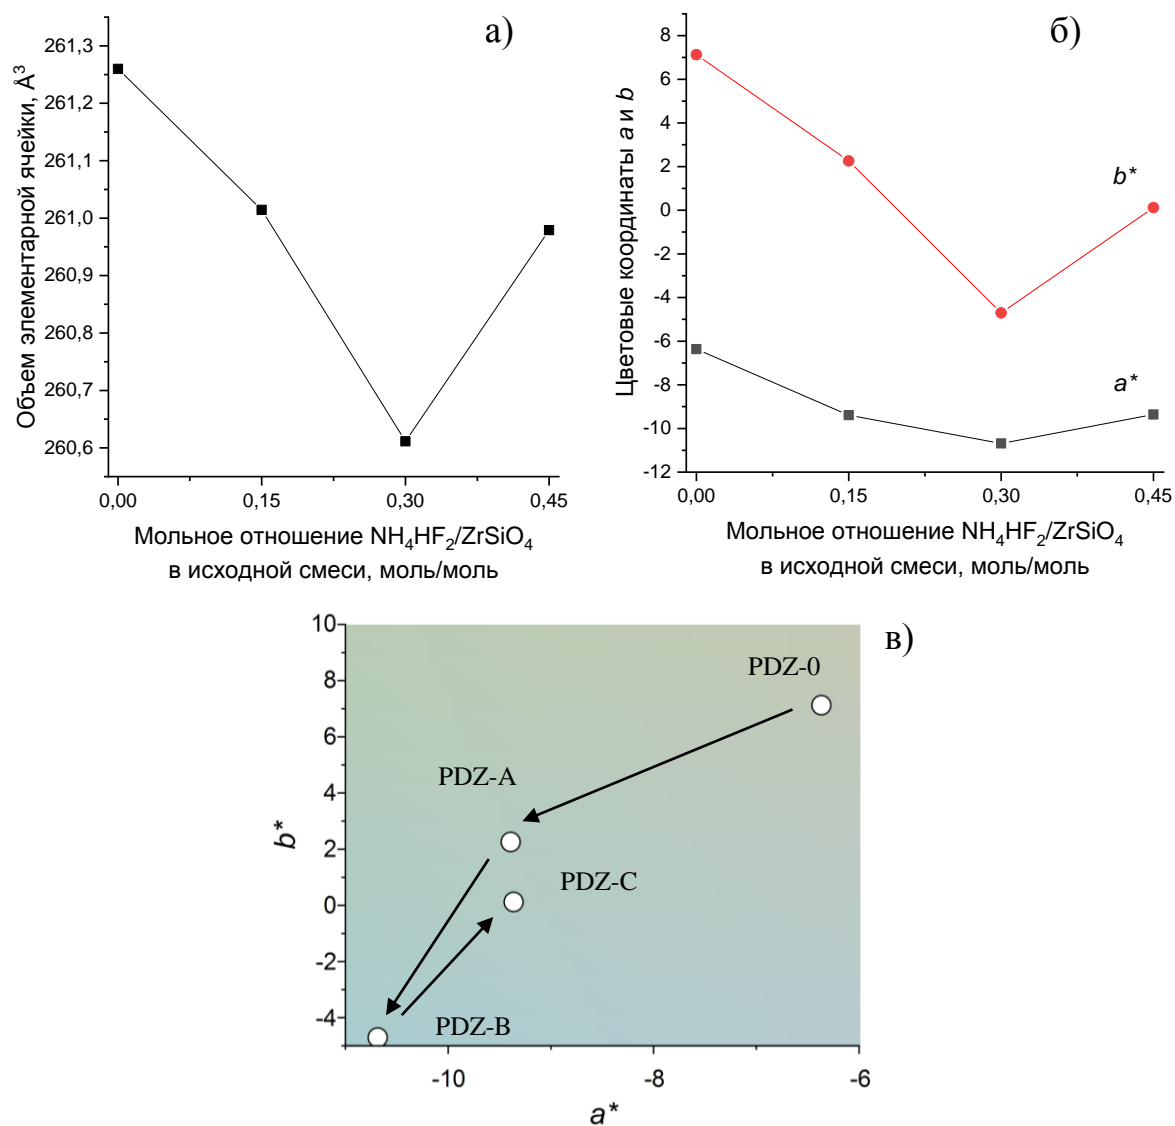 а)
Объем элементарной ячейки, Å³
261,3
261,2
261,1
261,0
260,9
260,8
260,7
260,6
0,00 0,15 0,30 0,45
Мольное отношение NH₄HF₂/ZrSiO₄
в исходной смеси, моль/моль
б)
Цветовые координаты a и b
8
6
4
2
0
-2
-4
-6
-8
-10
-12
b*
a*
0,00 0,15 0,30 0,45
Мольное отношение NH₄HF₂/ZrSiO₄
в исходной смеси, моль/моль
в)
b*
10
8
6
4
2
0
-2
-4
PDZ-0
PDZ-A
PDZ-C
PDZ-B
-10 -8 -6
a*